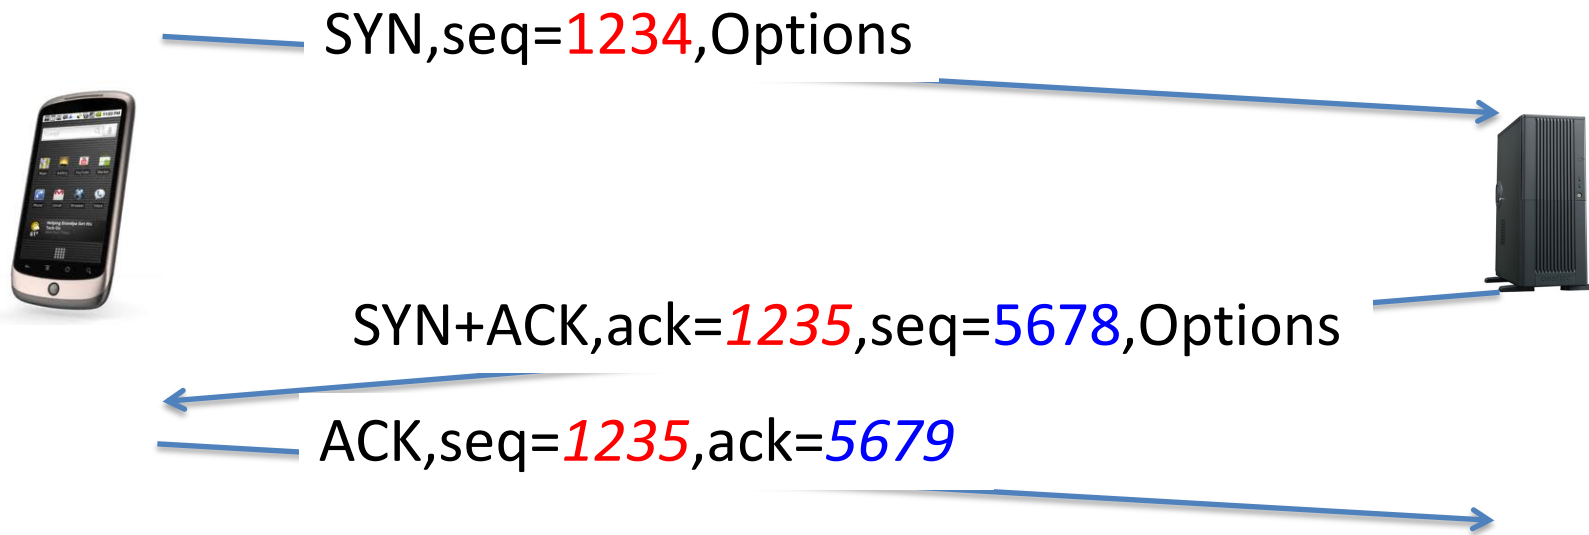 SYN,seq=1234,Options
SYN+ACK,ack=1235,seq=5678,Options
ACK,seq=1235,ack=5679